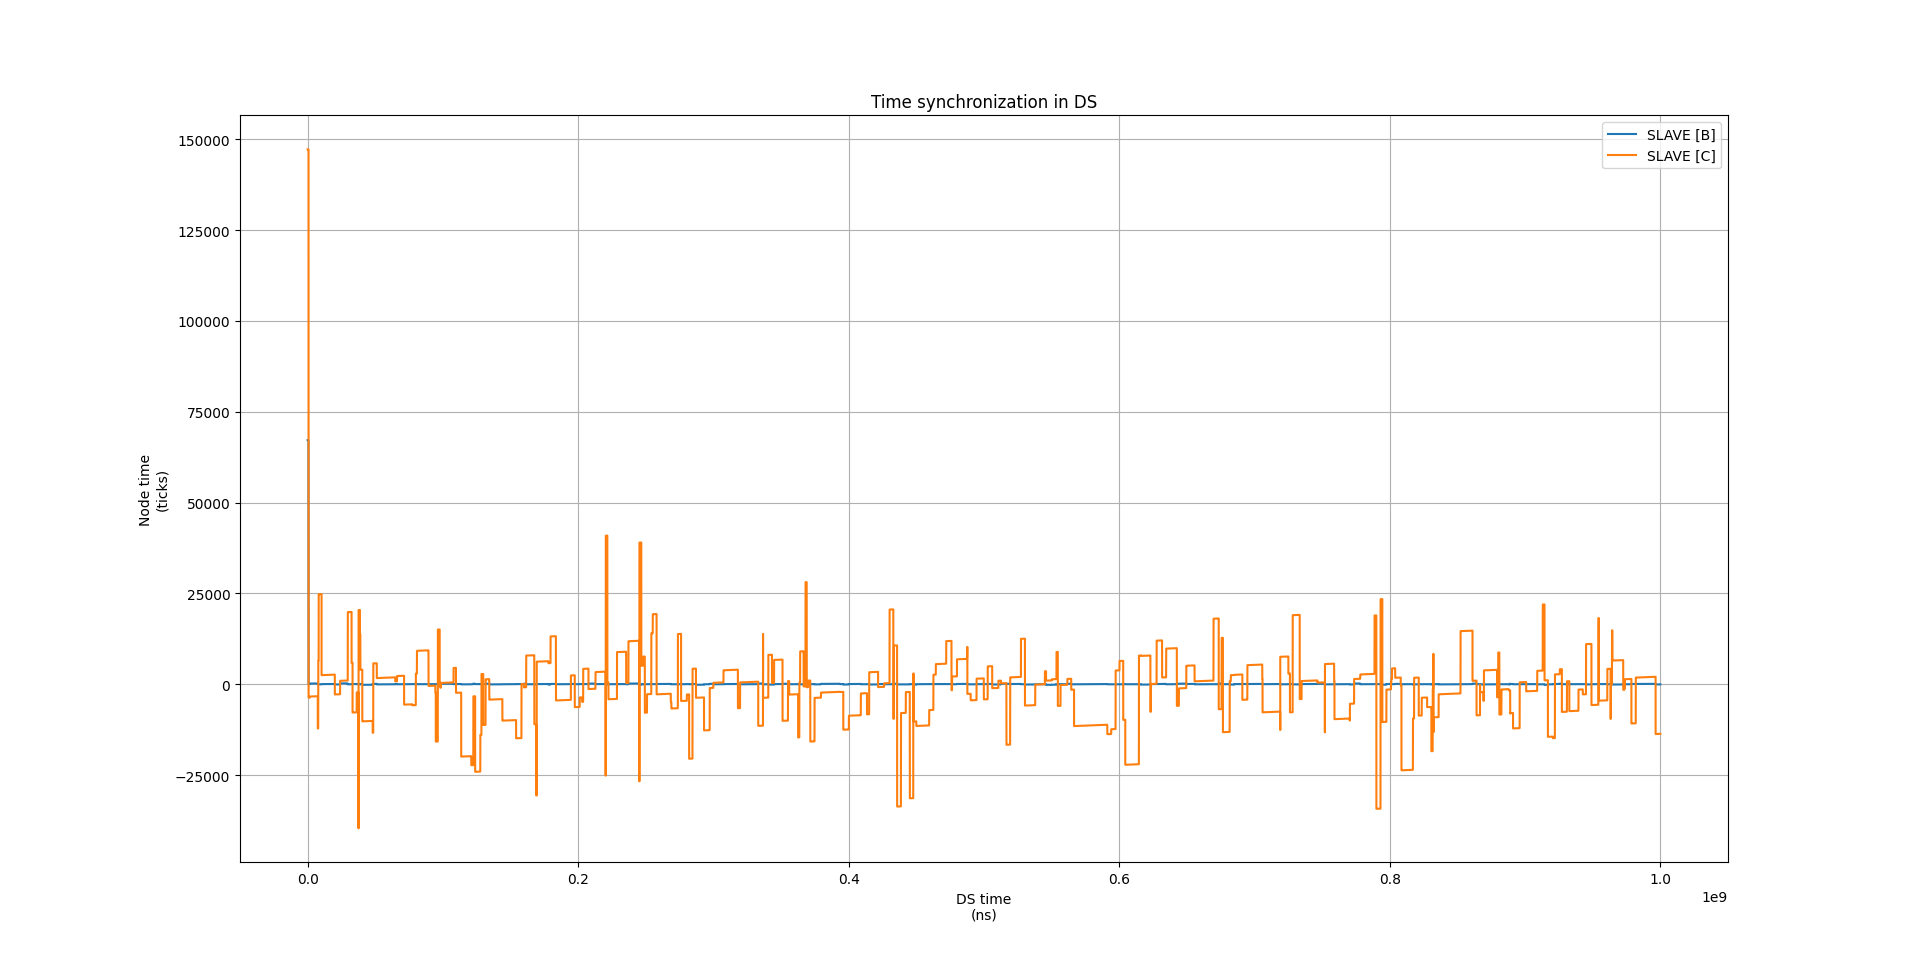 Time synchronization in DS
SLAVE [B]
SLAVE [C]
Node time
(ticks)
150000
125000
100000
75000
50000
25000
0
−25000
0.0
0.2
0.4
0.6
0.8
1.0
1e9
DS time
(ns)